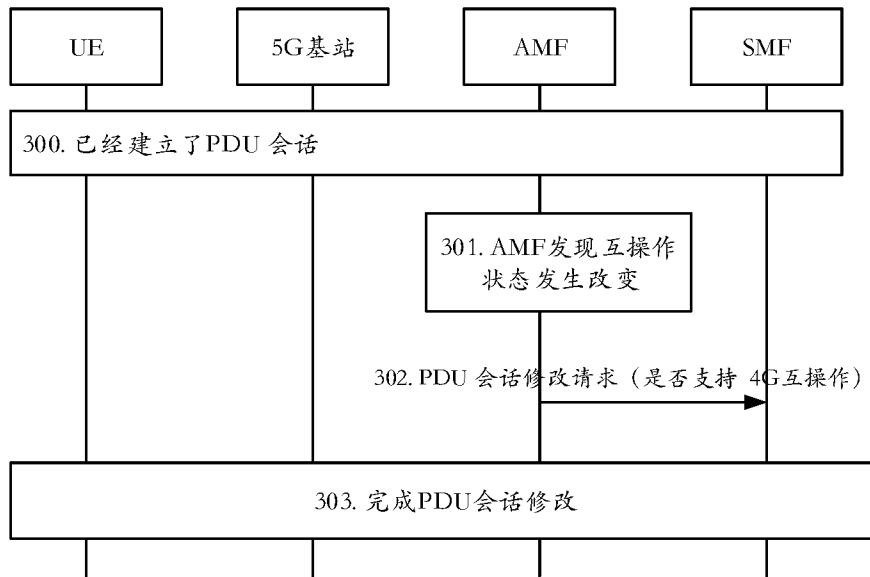 UE
5G基站
AMF
SMF
300. 已经建立了PDU 会话
301. AMF发现互操作
状态发生改变
302. PDU 会话修改请求（是否支持 4G互操作）
303. 完成PDU会话修改